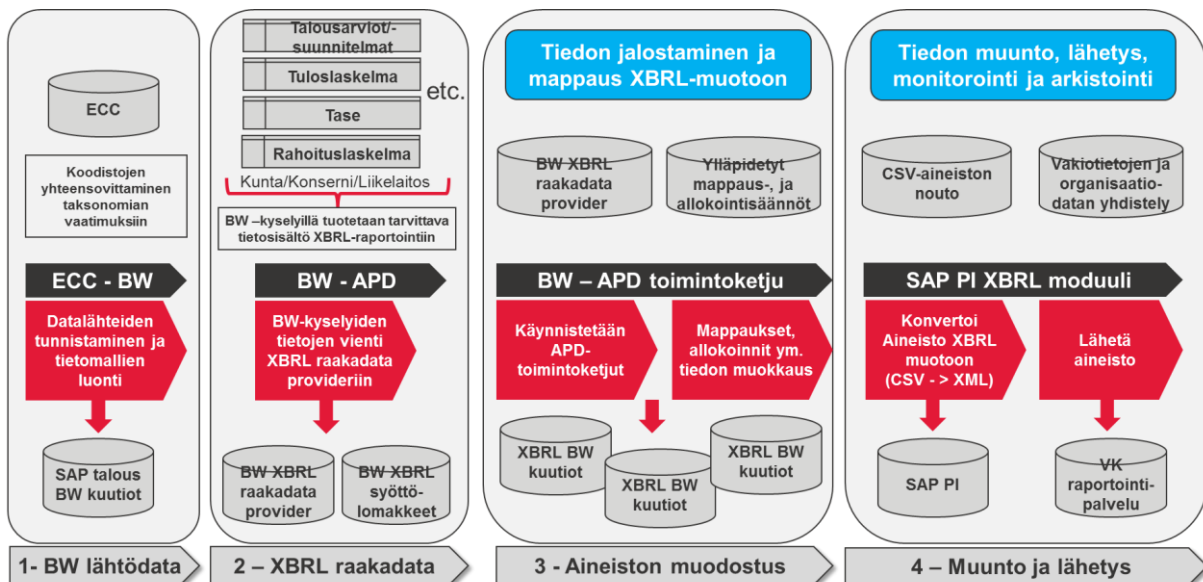 ECC
Koodistojen
yhteensovittaminen
taksonomian
vaatimuksiin
ECC - BW
Datalähteiden
tunnistaminen ja
tietomallien
luonti
SAP talous
BW kuutiot
1- BW lähtödata
Talousarviot/-
suunnitelmat
Tuloslaskelma
Tase
Rahoituslaskelma
etc.
Kunta/Konserni/Liikelaitos
BW –kyselyillä tuotetaan tarvittava
tietosisältö XBRL-raportointiin
BW - APD
BW-kyselyiden
tietojen vienti
XBRL raakadata
provideriin
BW XBRL
raakadata
provider
BW XBRL
syöttö-
lomakkeet
2 – XBRL raakadata
Tiedon jalostaminen ja
mappaus XBRL-muotoon
BW XBRL
raakadata
provider
Ylläpidetyt
mappaus-, ja
allokointisäännöt
BW – APD toimintoketju
Käynnistetään
APD-
toimintoketjut
Mappaukset,
allokoinnit ym.
tiedon muokkaus
XBRL BW
kuutiot
XBRL BW
kuutiot
XBRL BW
kuutiot
3 - Aineiston muodostus
Tiedon muunto, lähetys,
monitorointi ja arkistointi
CSV-aineiston
nouto
Vakiotietojen ja
organisaatio-
datan yhdistely
SAP PI XBRL moduuli
Konvertoi
Aineisto XBRL
muotoon
(CSV - > XML)
Lähetä
aineisto
SAP PI
VK
raportointi-
palvelu
4 – Muunto ja lähetys